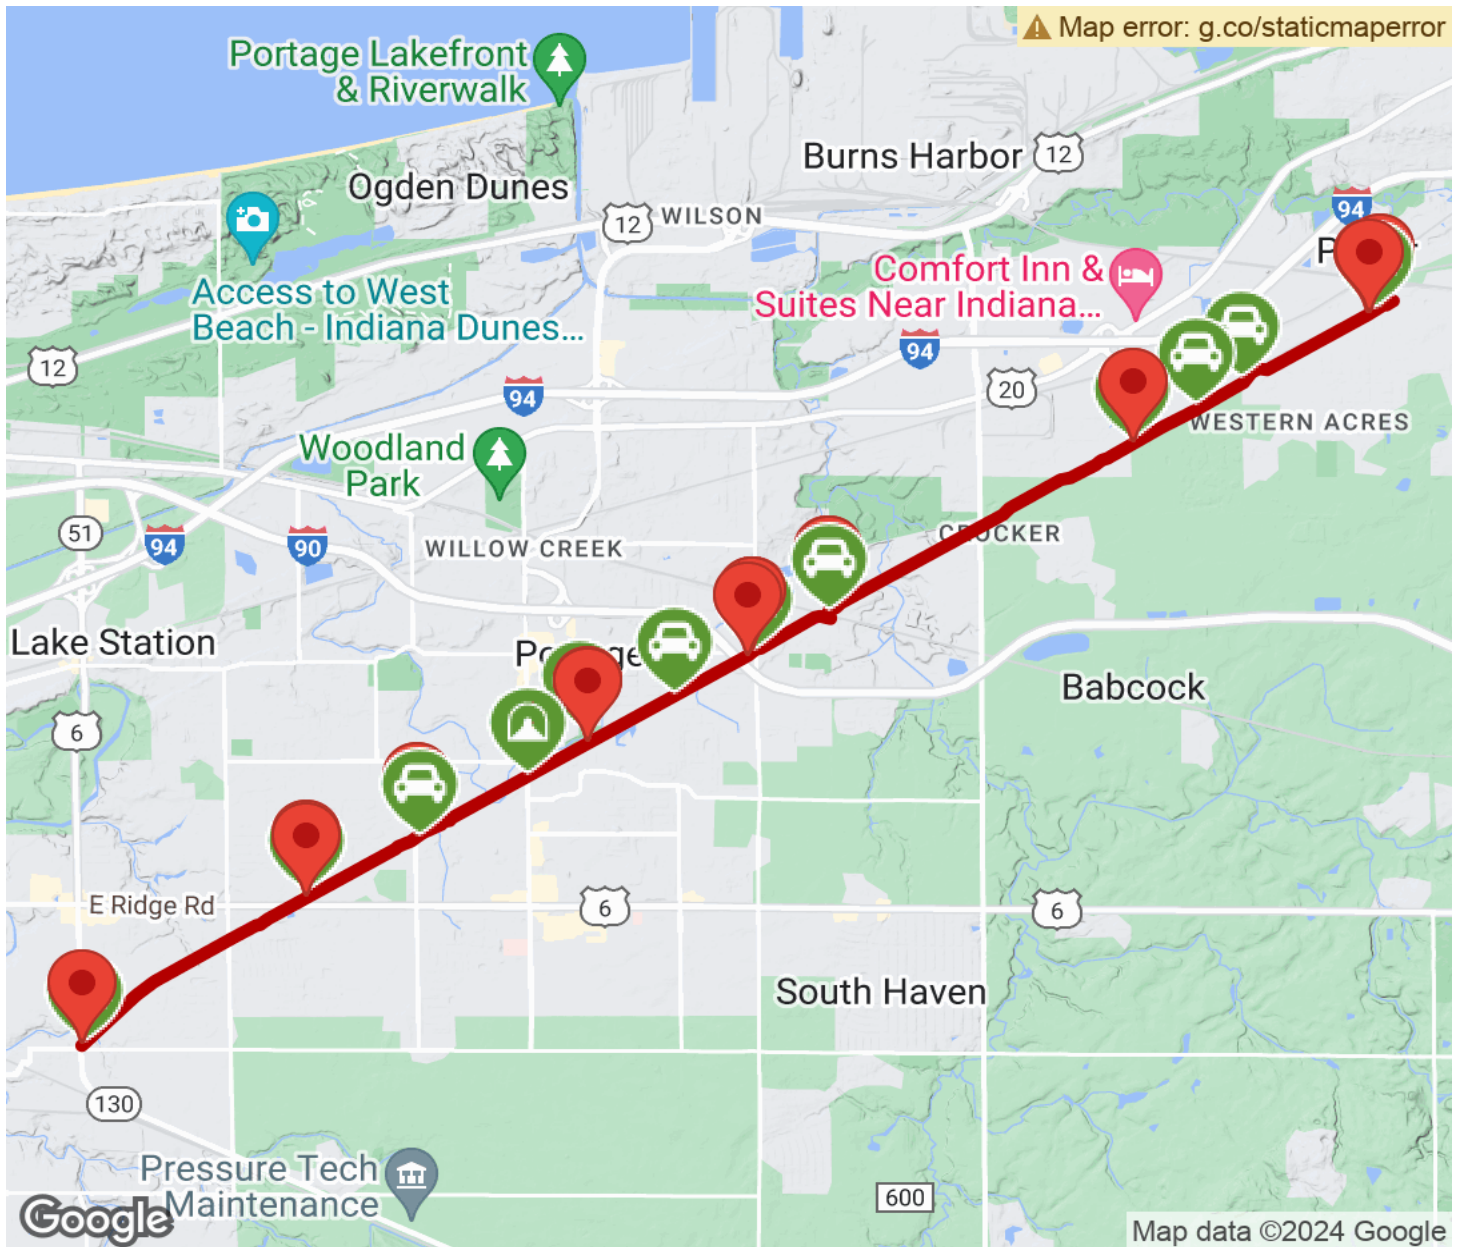 Map error: g.co/staticmaperror
Portage Lakefront
& Riverwalk
Burns Harbor
12
Ogden Dunes
12
WILSON
94
Comfort Inn &
Suites Near Indiana...
Access to West
Beach - Indiana Dunes...
12
94
20
94
WESTERN ACRES
Woodland
Park
51
94
90
WILLOW CREEK
CROCKER
Lake Station
Babcock
6
E Ridge Rd
6
6
South Haven
130
Pressure Tech
Maintenance
600
Google
Map data ©2024 Google